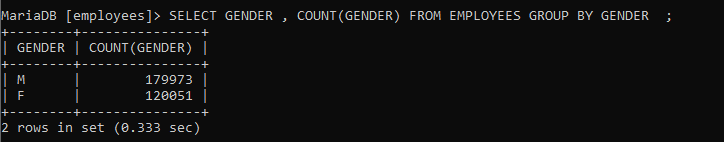 MariaDB [employees]> SELECT GENDER , COUNT(GENDER) FROM EMPLOYEES GROUP BY GENDER  ;
+--------+---------------+
| GENDER | COUNT(GENDER) |
+--------+---------------+
| M      |        179973 |
| F      |        120051 |
+--------+---------------+
2 rows in set (0.333 sec)